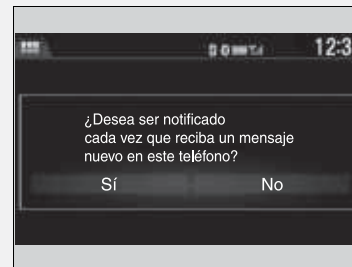 12:3
¿Desea ser notificado
cada vez que reciba un mensaje
nuevo en este teléfono?
Sí No